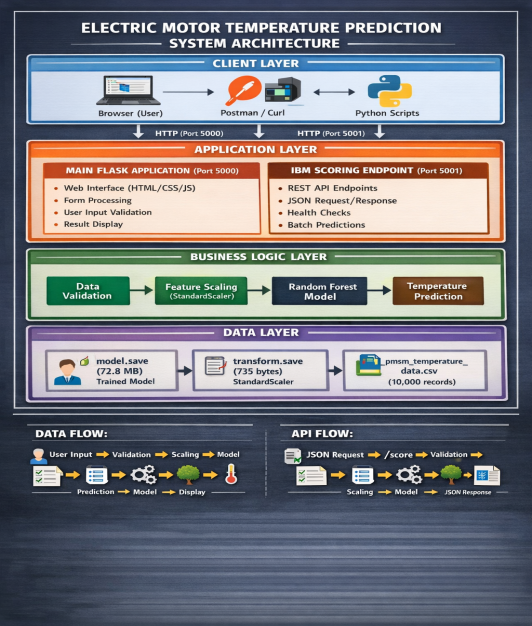 ELECTRIC MOTOR TEMPERATURE PREDICTION
SYSTEM ARCHITECTURE
CLIENT LAYER
Browser (User)
Postman / Curl
Python Scripts
HTTP (Port 5000)
HTTP (Port 5001)
APPLICATION LAYER
MAIN FLASK APPLICATION (Port 5000)
• Web Interface (HTML/CSS/JS)
• Form Processing
• User Input Validation
• Result Display
IBM SCORING ENDPOINT (Port 5001)
• REST API Endpoints
• JSON Request/Response
• Health Checks
• Batch Predictions
BUSINESS LOGIC LAYER
Data
Validation
Feature Scaling
(StandardScaler)
Random Forest
Model
Temperature
Prediction
DATA LAYER
model.save
(72.8 MB)
Trained Model
transform.save
(735 bytes)
StandardScaler
pmsm_temperature_
data.csv
(10,000 records)
DATA FLOW:
User Input → Validation → Scaling → Model
Prediction → Model → Display
API FLOW:
JSON Request → /score → Validation →
Scaling → Model → JSON Response